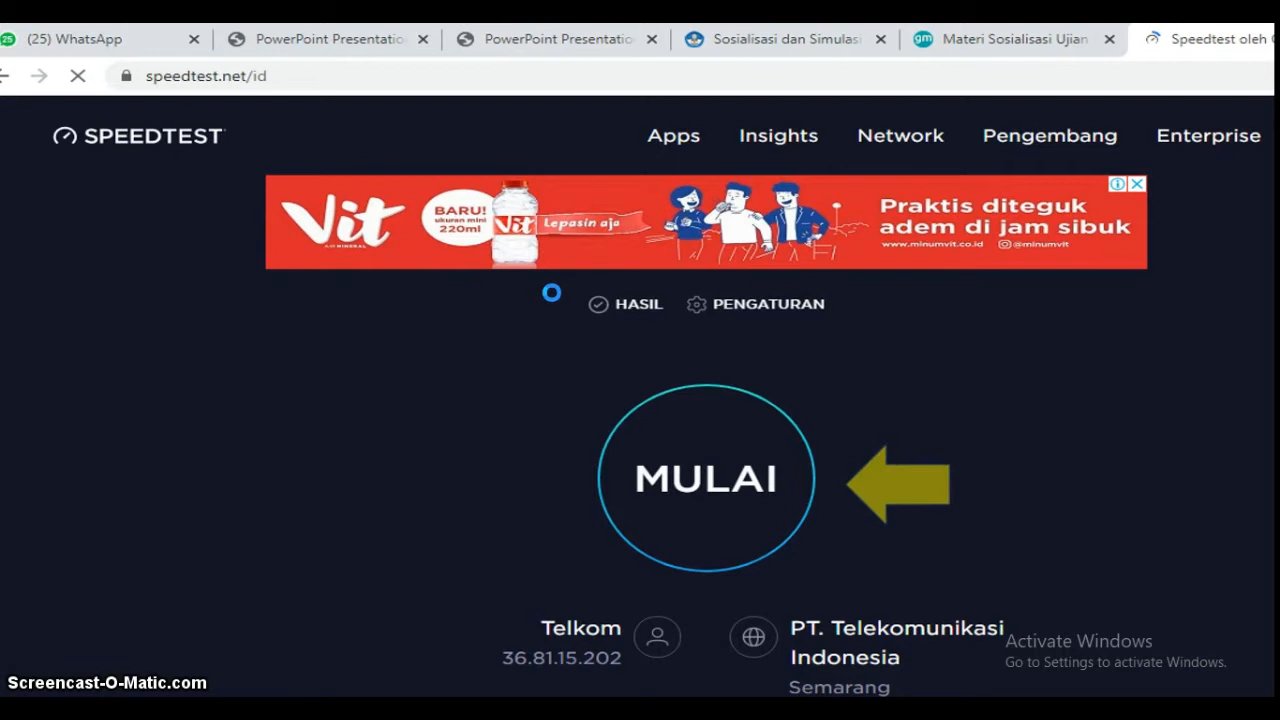 (25) WhatsApp
PowerPoint Presentatio
PowerPoint Presentatio
Sosialisasi dan Simulasi
gm
Materi Sosialisasi Ujian
Speedtest oleh
speedtest.net/id
SPEEDTEST
Apps
Insights
Network
Pengembang
Enterprise
Vit
AIR MINERAL
BARU!
ukuran mini
220ml
Vit
Lepasin aja
Praktis diteguk
adem di jam sibuk
www.minumvit.co.id @minumvit
HASIL
PENGATURAN
MULAI
Telkom
36.81.15.202
PT. Telekomunikasi
Indonesia
Semarang
Activate Windows
Go to Settings to activate Windows.
Screencast-O-Matic.com